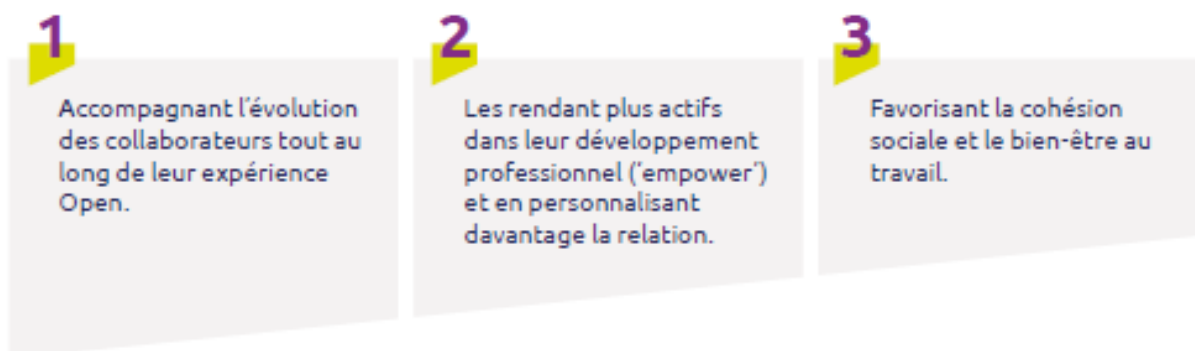 1
Accompagnant l'évolution
des collaborateurs tout au
long de leur expérience
Open.
2
Les rendant plus actifs
dans leur développement
professionnel ('empower')
et en personnalisant
davantage la relation.
3
Favorisant la cohésion
sociale et le bien-être au
travail.